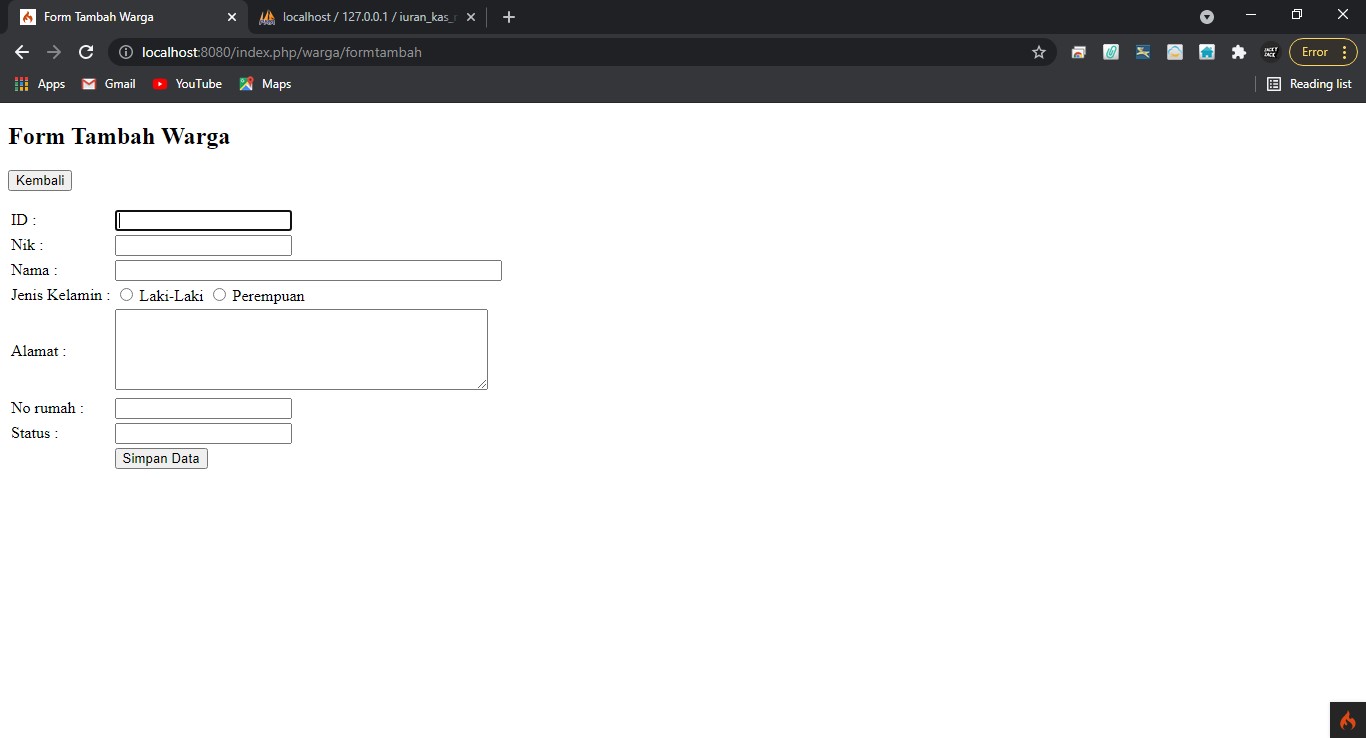 Form Tambah Warga
localhost / 127.0.0.1 / iuran_kas_
localhost:8080/index.php/warga/formtambah
Error
Apps
Gmail
YouTube
Maps
Reading list
Form Tambah Warga
Kembali
ID :
Nik :
Nama :
Jenis Kelamin : Laki-Laki Perempuan
Alamat :
No rumah :
Status :
Simpan Data